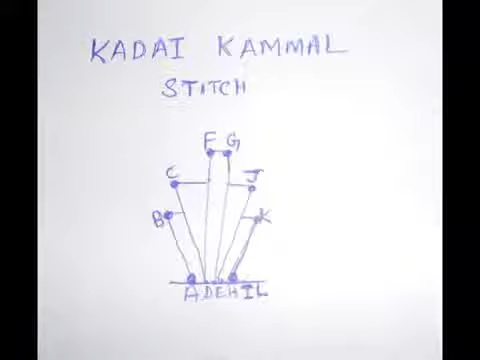 KADAI KAMMAL
STITCH
F G
C J
B K
A D E H I L